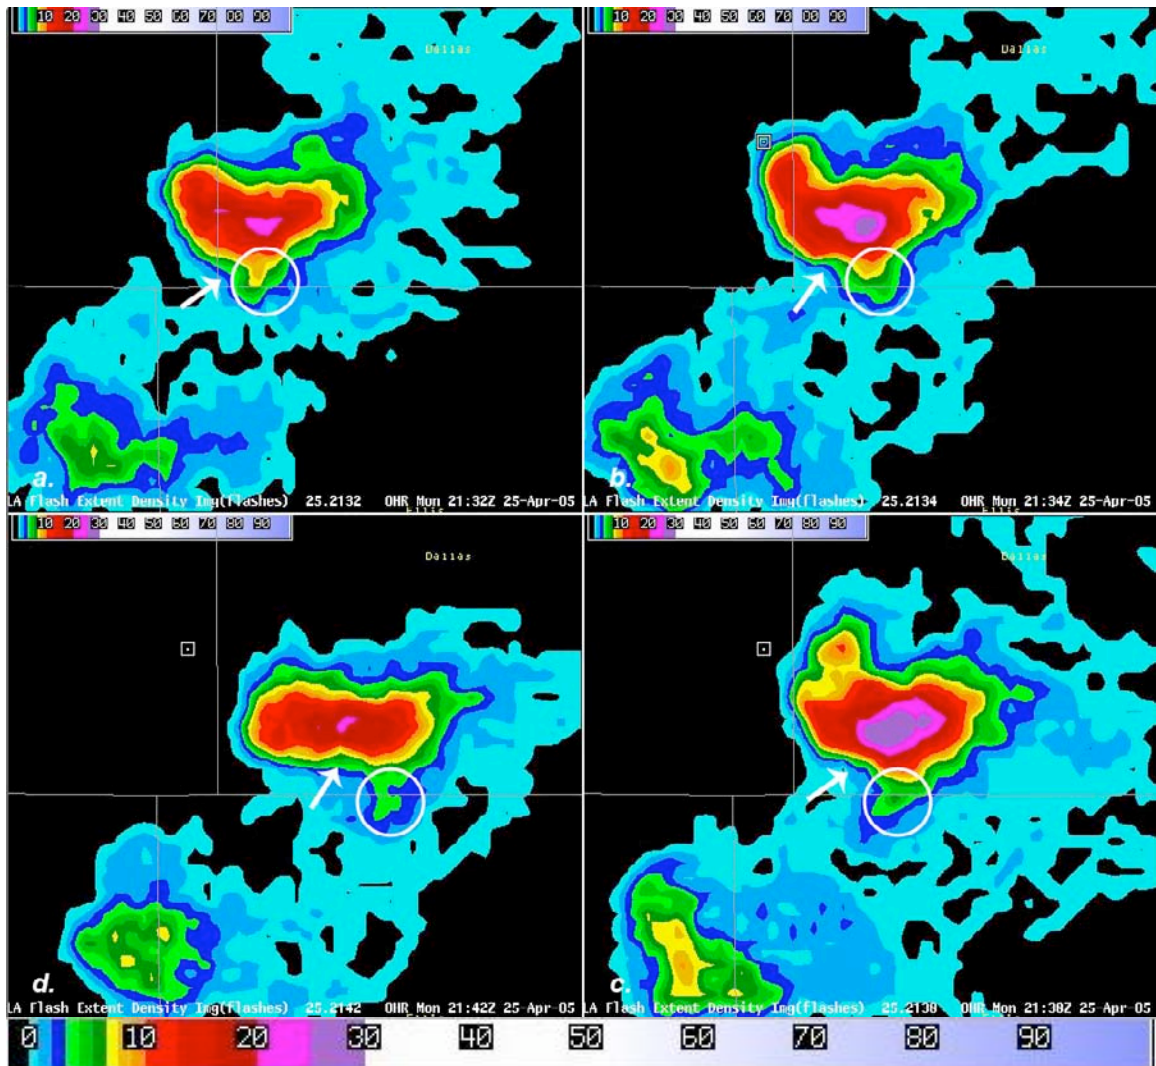 10 20 30 40 50 60 70 80 90
10 20 30 40 50 60 70 80 90
Dallas
Dallas
a.
b.
LA Flash Extent Density Img(flashes) 25.2132 0HR Mon 21:32Z 25-Apr-05
LA Flash Extent Density Img(flashes) 25.2134 0HR Mon 21:34Z 25-Apr-05
10 20 30 40 50 60 70 80 90
10 20 30 40 50 60 70 80 90
Dallas
Dallas
d.
c.
LA Flash Extent Density Img(flashes) 25.2142 0HR Mon 21:42Z 25-Apr-05
LA Flash Extent Density Img(flashes) 25.2138 0HR Mon 21:38Z 25-Apr-05
0 10 20 30 40 50 60 70 80 90